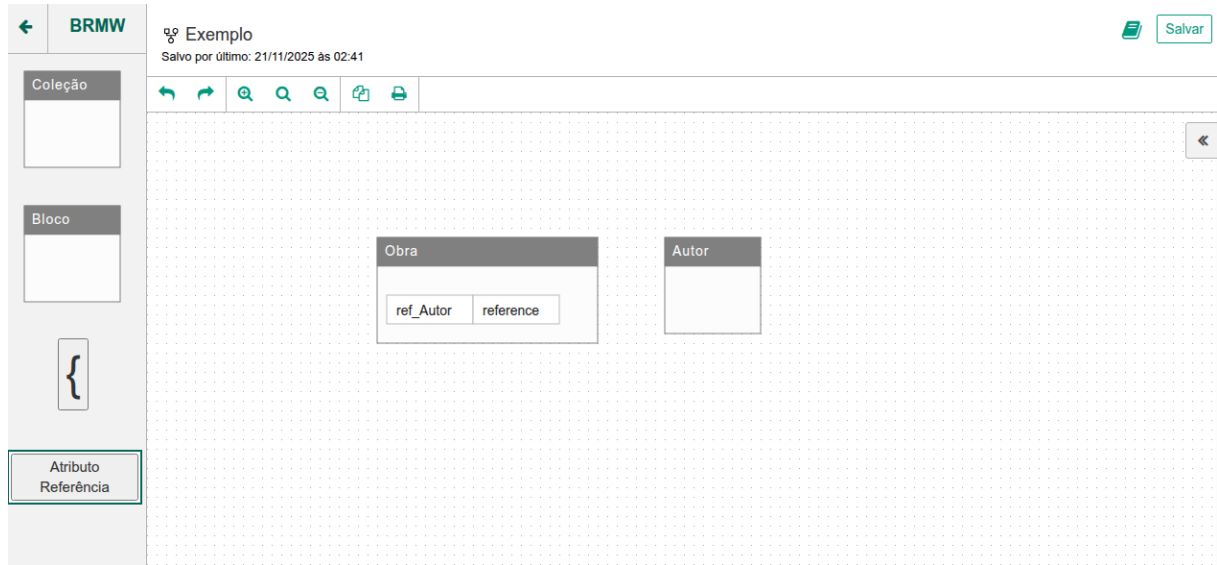 BRMW
Exemplo
Salvo por último: 21/11/2025 às 02:41
Salvar
Coleção
Bloco
{
Atributo
Referência
Obra
ref_Autor reference
Autor